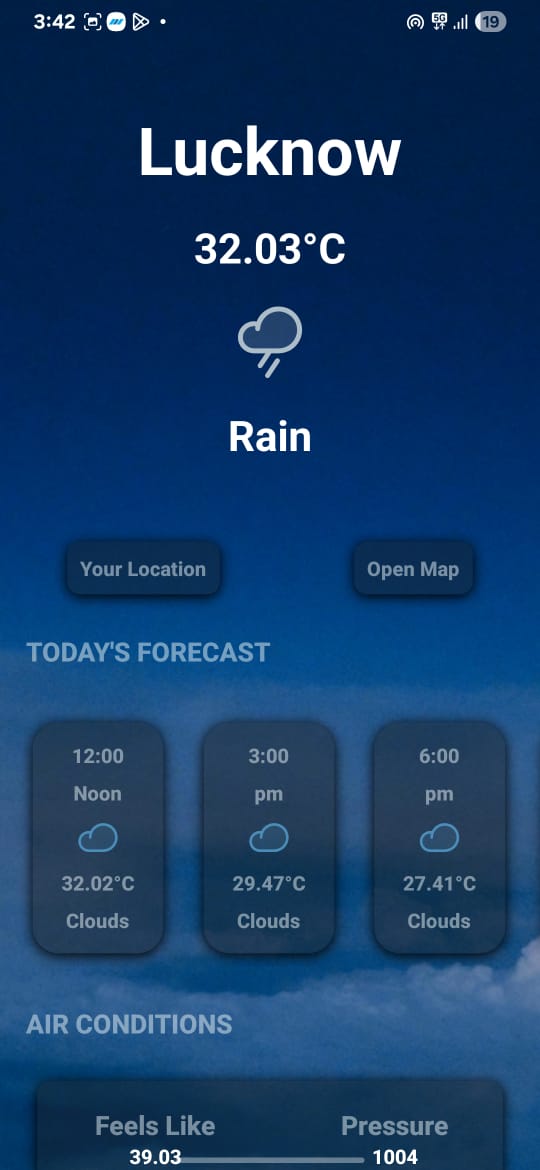 3:42 5G 19
Lucknow
32.03°C
Rain
Your Location Open Map
TODAY'S FORECAST
12:00 3:00 6:00
Noon pm pm
32.02°C 29.47°C 27.41°C
Clouds Clouds Clouds
AIR CONDITIONS
Feels Like Pressure
39.03 1004